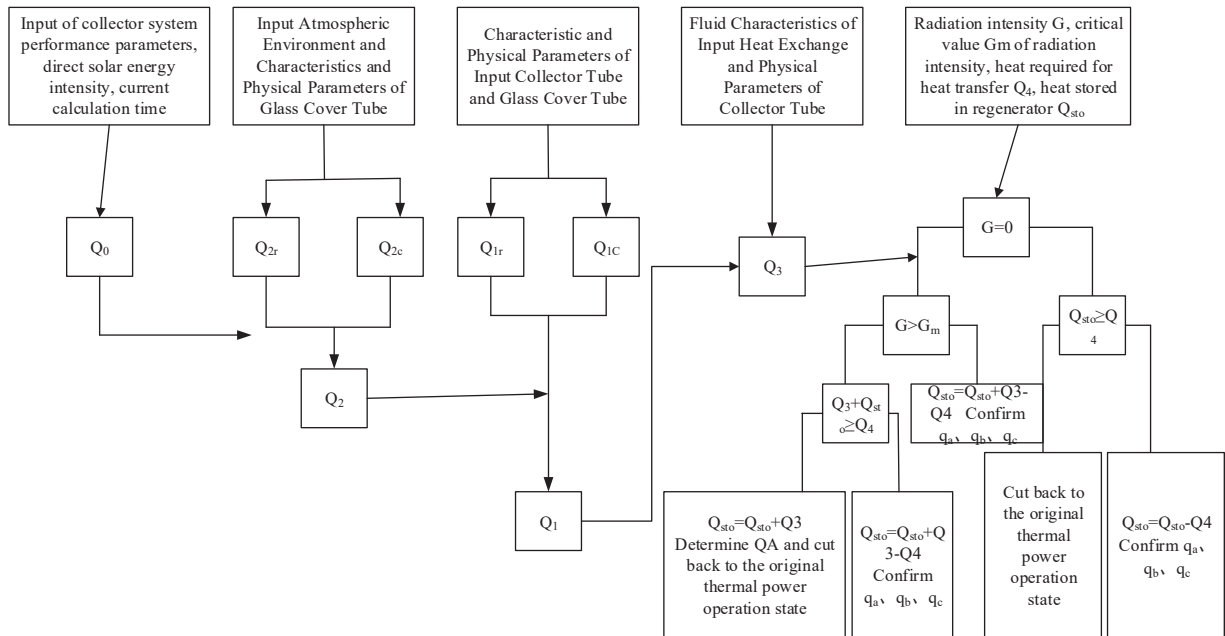 Input of collector system
performance parameters,
direct solar energy
intensity, current
calculation time
Input Atmospheric
Environment and
Characteristics and
Physical Parameters of
Glass Cover Tube
Characteristic and
Physical Parameters of
Input Collector Tube
and Glass Cover Tube
Fluid Characteristics of
Input Heat Exchange
and Physical
Parameters of
Collector Tube
Radiation intensity G, critical
value Gm of radiation
intensity, heat required for
heat transfer Q4, heat stored
in regenerator Qsto
Q0
Q2r
Q2c
Q1r
Q1C
Q3
G=0
G>Gm
Qsto≥Q
4
Q2
Q3+Qst
o≥Q4
Qsto=Qsto+Q3-
Q4 Confirm
qa、qb、qc
Q1
Qsto=Qsto+Q3
Determine QA and cut
back to the original
thermal power
operation state
Qsto=Qsto+Q
3-Q4
Confirm
qa、qb、qc
Cut back to
the original
thermal
power
operation
state
Qsto=Qsto-Q4
Confirm qa、
qb、qc